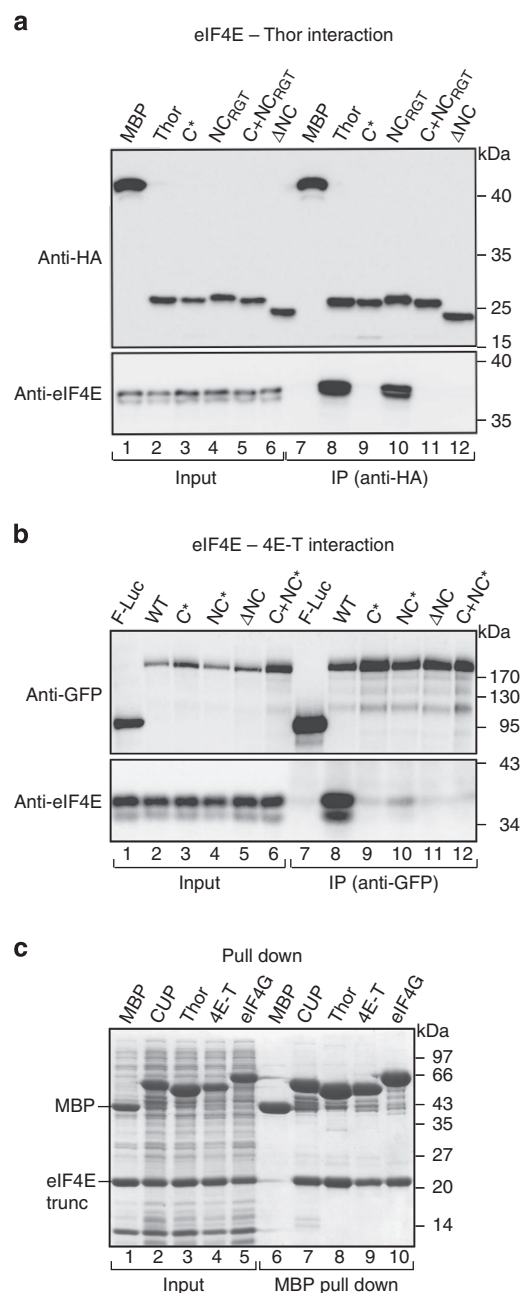 a
eIF4E – Thor interaction
MBP Thor C* NCRGT C+NCRGT ΔNC MBP Thor C* NCRGT C+NCRGT ΔNC
kDa
40
Anti-HA
35
25
15
40
Anti-eIF4E
35
1 2 3 4 5 6 7 8 9 10 11 12
Input IP (anti-HA)
b
eIF4E – 4E-T interaction
F-Luc WT C* NC* ΔNC C+NC* F-Luc WT C* NC* ΔNC C+NC*
kDa
170
Anti-GFP
130
95
43
Anti-eIF4E
34
1 2 3 4 5 6 7 8 9 10 11 12
Input IP (anti-GFP)
c
Pull down
MBP CUP Thor 4E-T eIF4G MBP CUP Thor 4E-T eIF4G
kDa
97
66
MBP
43
35
27
eIF4E
trunc
20
14
1 2 3 4 5 6 7 8 9 10
Input MBP pull down